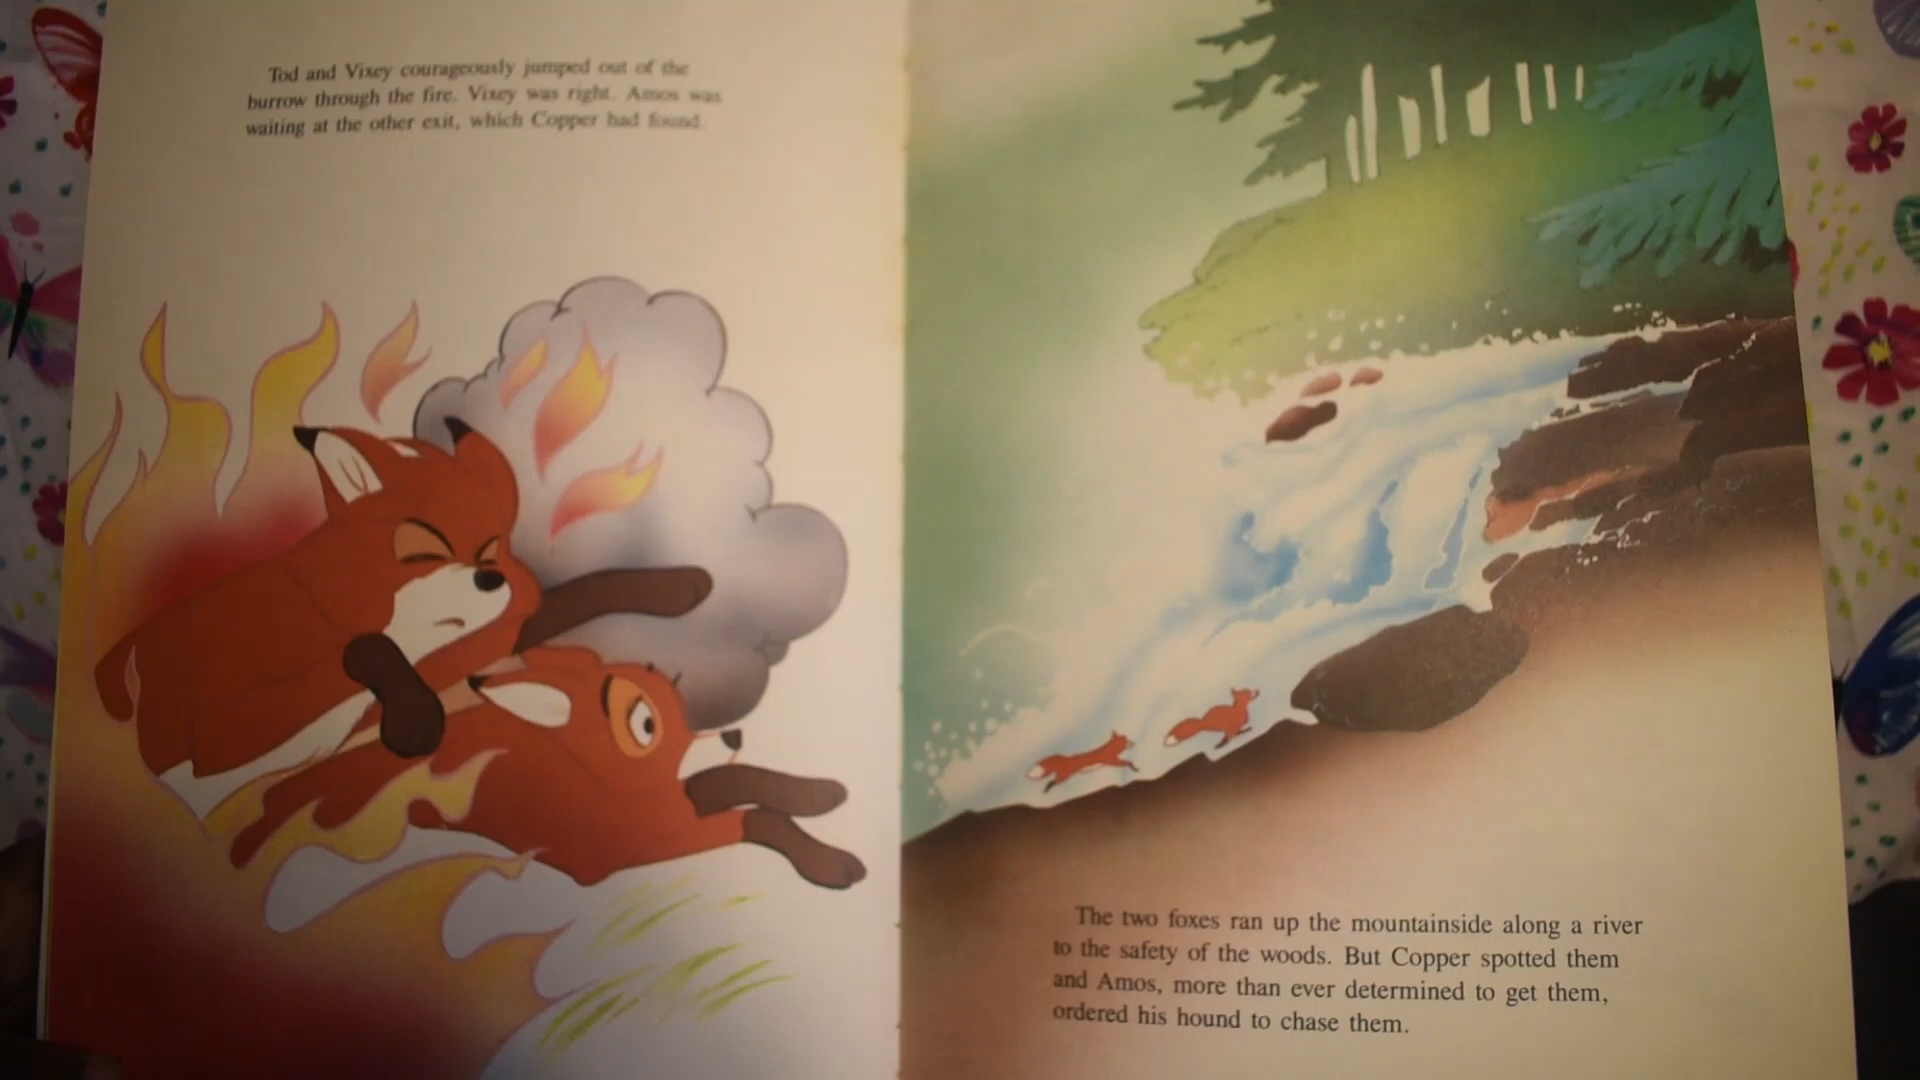 Tod and Vixey courageously jumped out of the
burrow through the fire. Vixey was right. Amos was
waiting at the other exit, which Copper had found.
The two foxes ran up the mountainside along a river
to the safety of the woods. But Copper spotted them
and Amos, more than ever determined to get them,
ordered his hound to chase them.